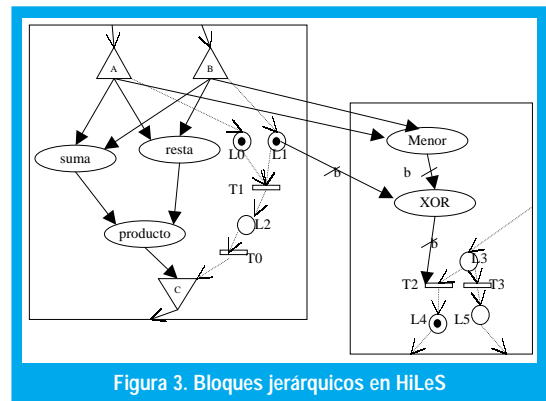 A
B
suma
resta
L0
L1
T1
L2
T0
producto
C
b
Menor
b
XOR
b
L3
T2
T3
L4
L5
Figura 3. Bloques jerárquicos en HiLeS